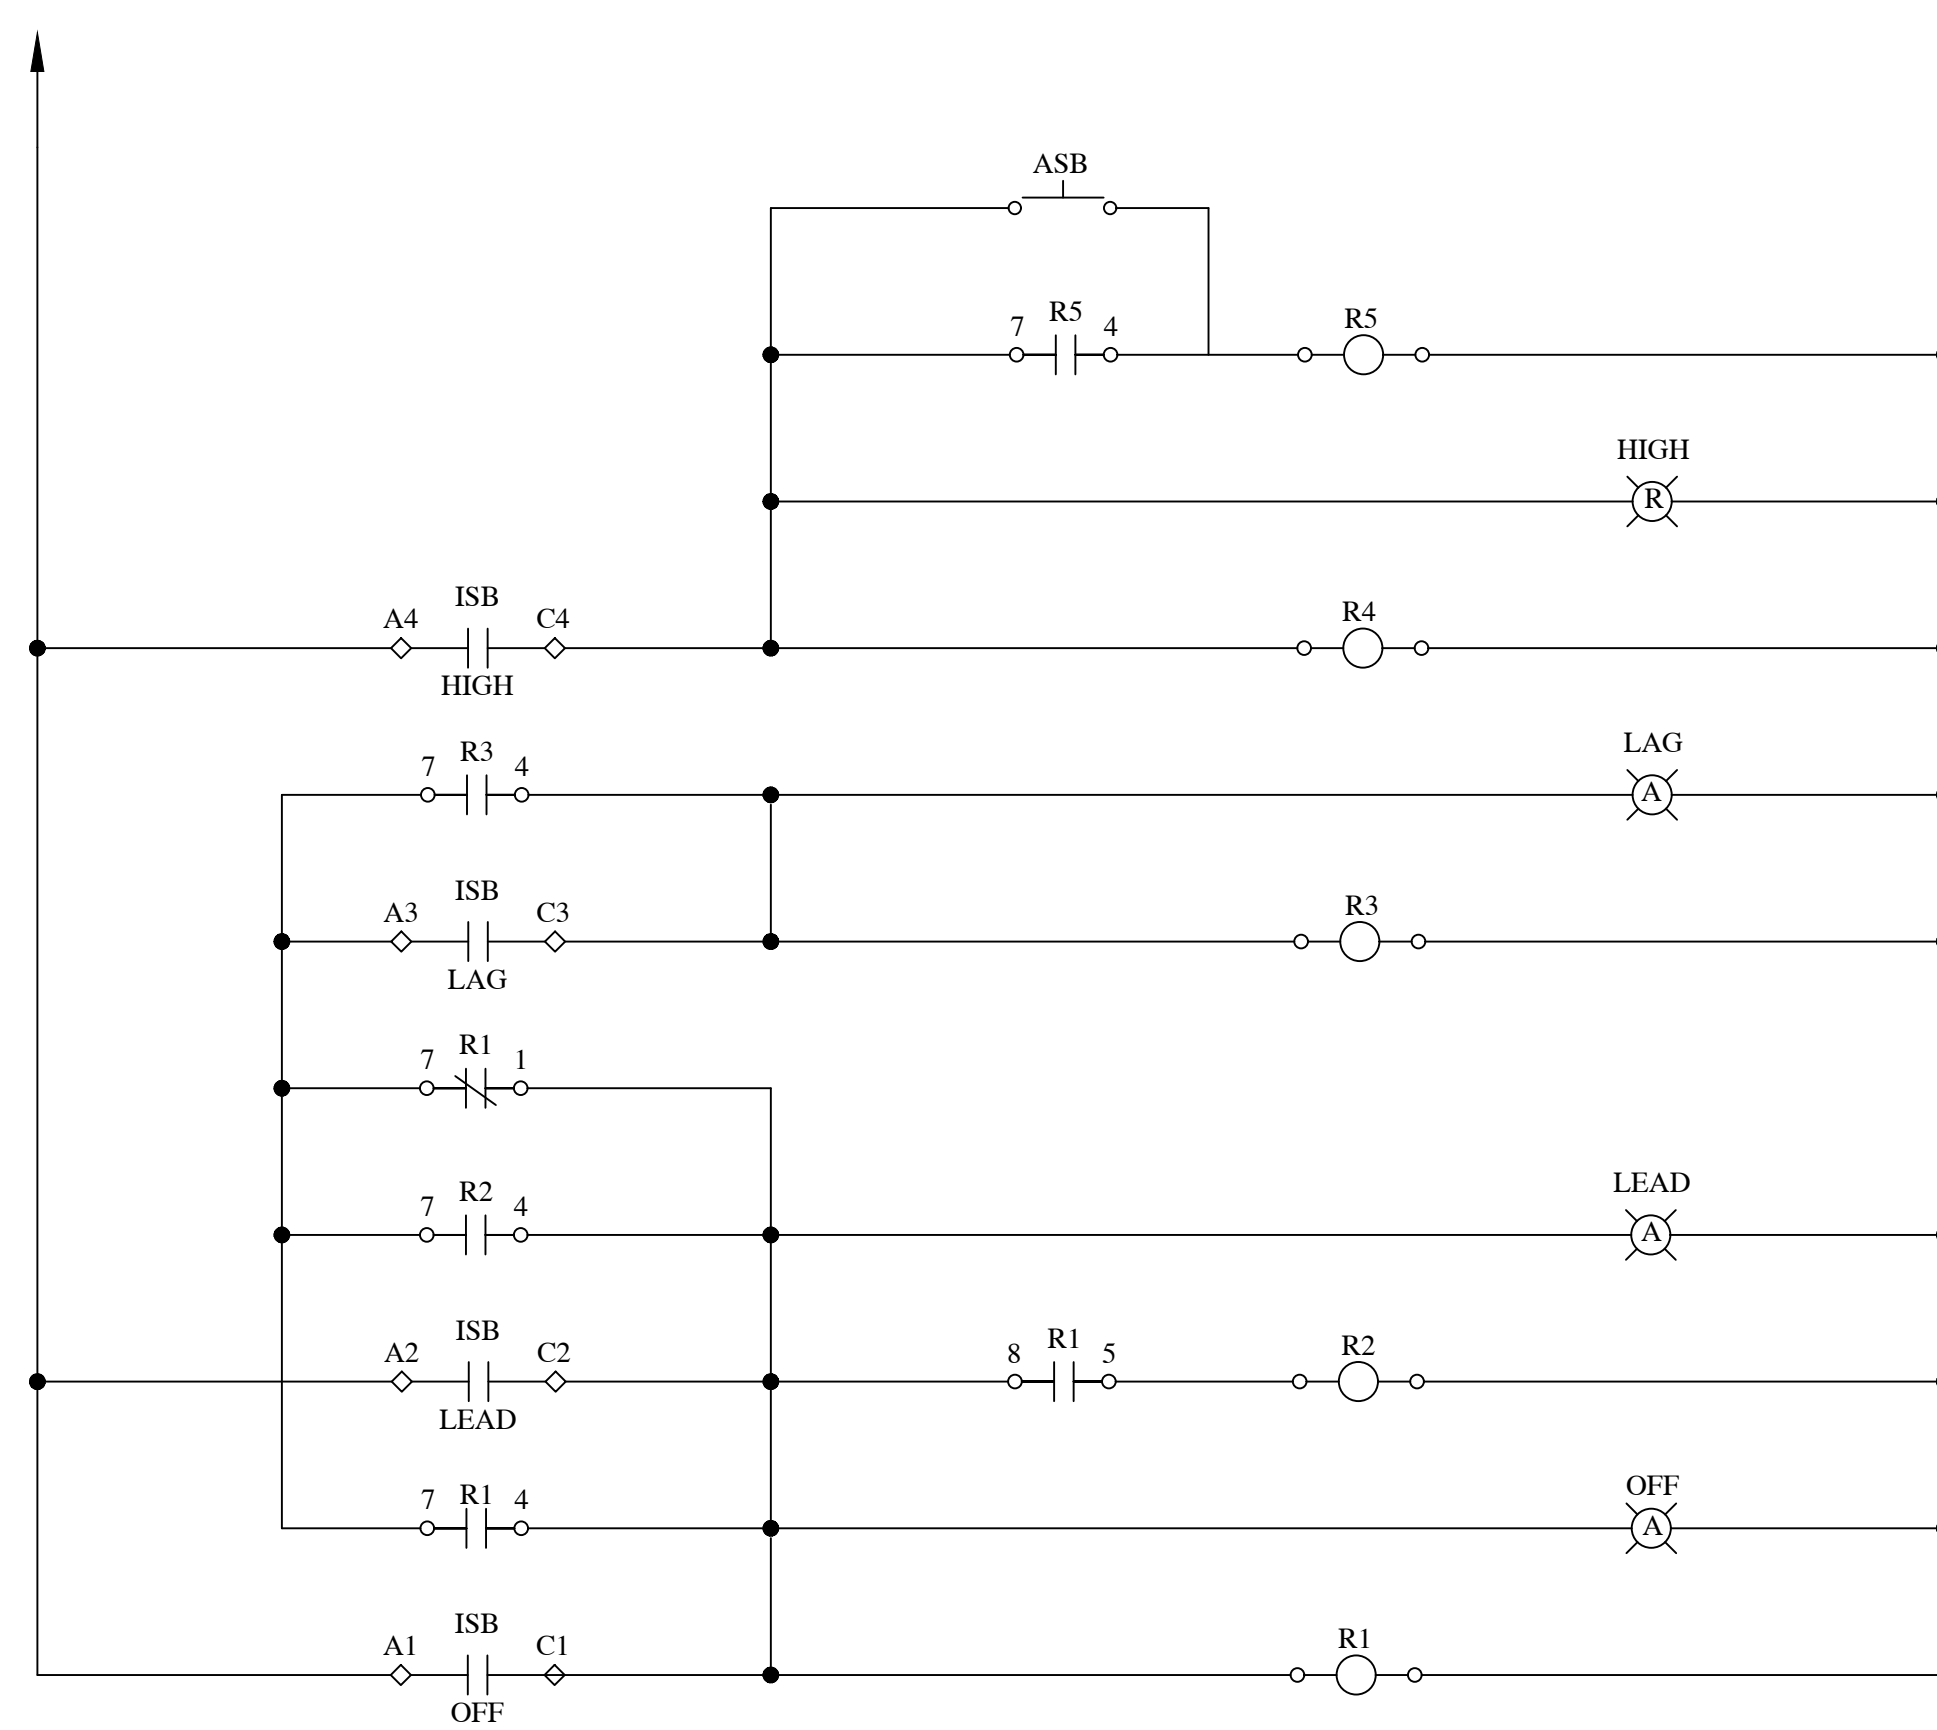 ASB
7 R5 4 R5
HIGH
R
ISB
A4 C4 R4
HIGH
LAG
7 R3 4
A
ISB
A3 C3 R3
LAG
7 R1 1
LEAD
7 R2 4
A
ISB
A2 C2 8 R1 5 R2
LEAD
OFF
7 R1 4
A
ISB
A1 C1 R1
OFF